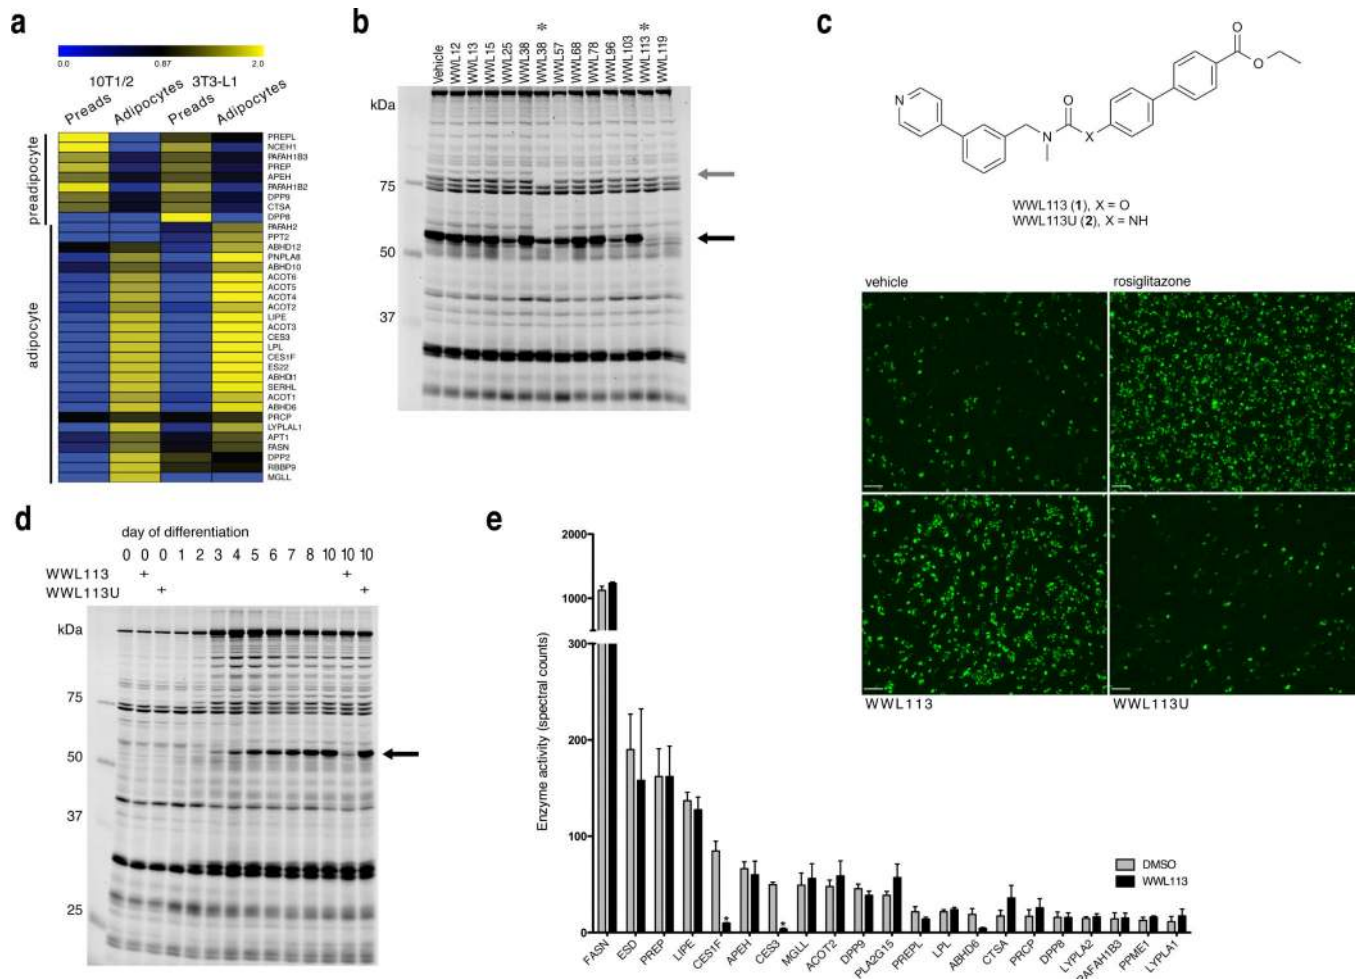 a
0.0 0.87 2.0
10T1/2 3T3-L1
Preads Adipocytes Preads Adipocytes
preadipocyte
adipocyte
PREPL
NCEH1
PAFAH1B3
PREP
APEH
PAFAH1B2
DPP9
CTSA
DPP8
PAFAH2
PPT2
ABHD12
PNPLA8
ABHD10
ACOT6
ACOT5
ACOT4
ACOT2
LIPE
ACOT3
CES3
LPL
CES1F
ES22
ABHD11
SERHL
ACOT1
ABHD6
PRCP
LYPLAL1
APT1
FASN
DPP2
RBBP9
MGLL
b
* *
Vehicle WWL12 WWL13 WWL15 WWL25 WWL38 WWL38 WWL57 WWL68 WWL78 WWL96 WWL103 WWL113 WWL119
kDa
75
50
37
c
N
O
N
X
O
O
WWL113 (1), X = O
WWL113U (2), X = NH
vehicle rosiglitazone
WWL113 WWL113U
d
day of differentiation
0 0 0 1 2 3 4 5 6 7 8 10 10 10
WWL113 + +
WWL113U + +
kDa
75
50
37
25
e
Enzyme activity (spectral counts)
2000
1000
300
200
100
0
* *
DMSO
WWL113
FASN ESD PREP LIPE CES1F APEH CES3 MGLL ACOT2 DPP9 PLA2G15 PREPL LPL ABHD6 CTSA PRCP DPP8 LYPLA2 PAFAH1B3 PPME1 LYPLA1